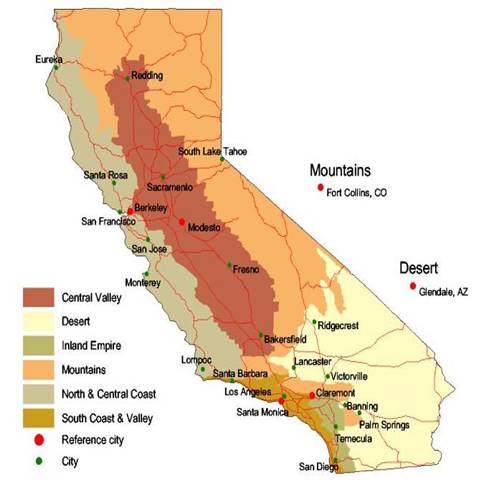 Eureka
Redding
South Lake Tahoe
Mountains
Fort Collins, CO
Santa Rosa
Sacramento
Berkeley
San Francisco
Modesto
San Jose
Fresno
Desert
Glendale, AZ
Monterey
Central Valley
Desert
Inland Empire
Mountains
North & Central Coast
South Coast & Valley
Reference city
City
Ridgecrest
Bakersfield
Lompoc
Lancaster
Santa Barbara
Victorville
Los Angeles
Claremont
Santa Monica
Banning
Palm Springs
Temecula
San Diego